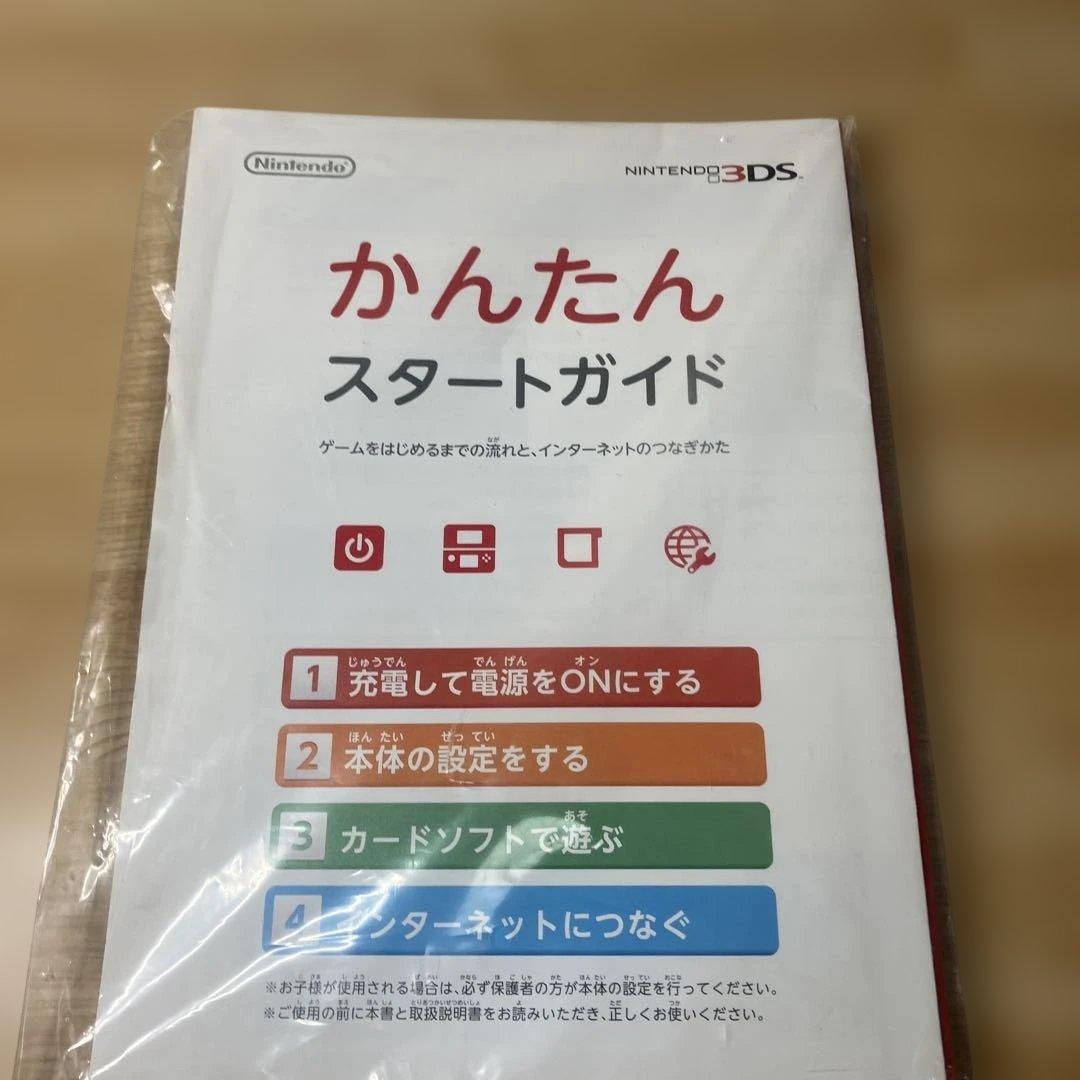 Nintendo
NINTENDO 3DS
かんたん
スタートガイド
ゲームをはじめるまでの流れと、インターネットのつなぎかた
1 充電して電源をONにする
2 本体の設定をする
3 カードソフトで遊ぶ
4 インターネットにつなぐ
※お子様が使用される場合は、必ず保護者の方が本体の設定を行ってください。
※ご使用の前に本書と取扱説明書をお読みいただき、正しくお使いください。